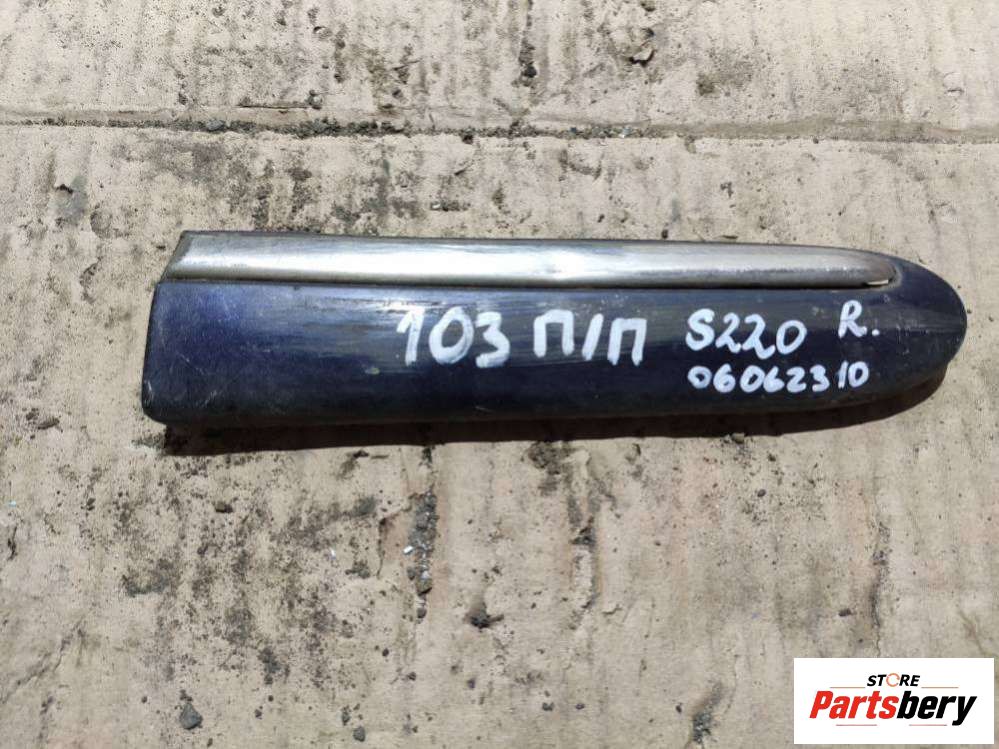 103 П/П S220 R.
06062310
STORE
Partsbery